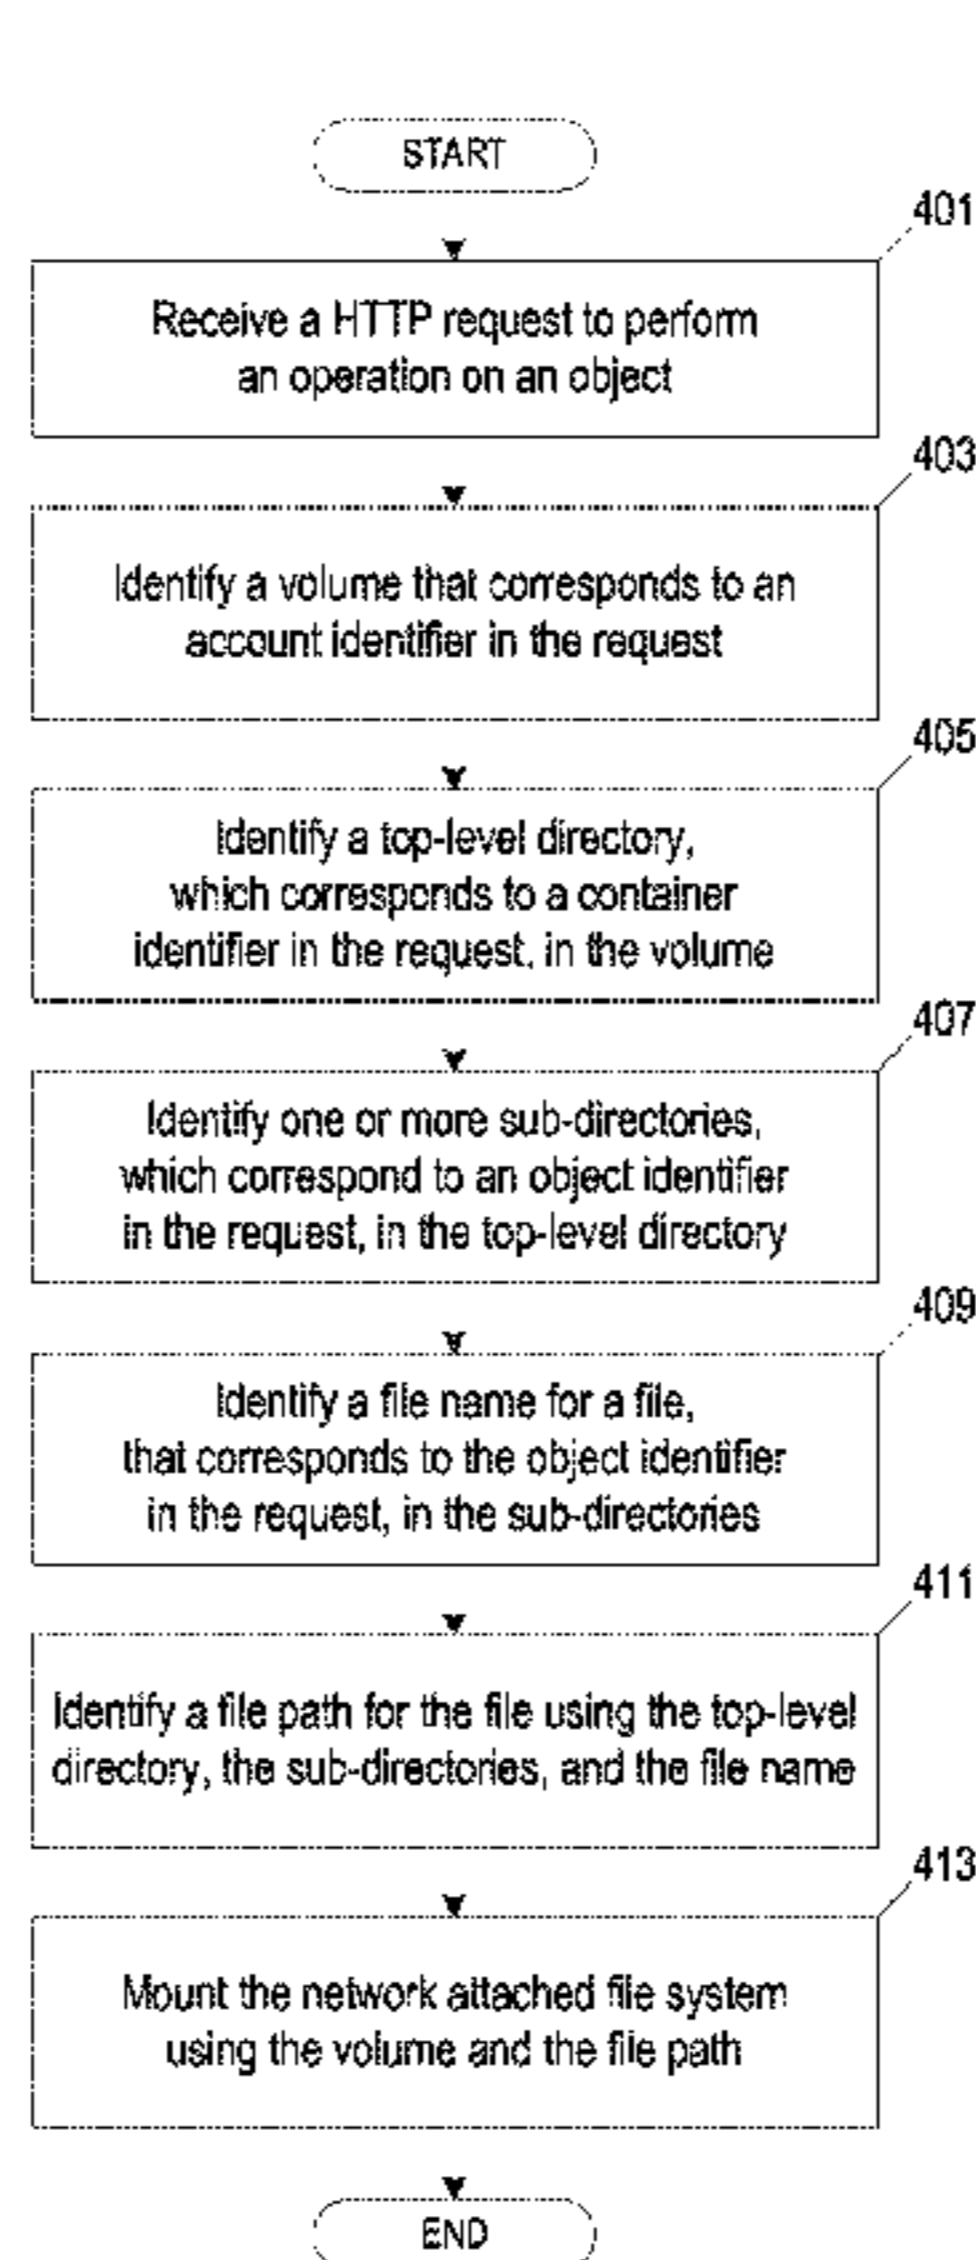 START
401
Receive a HTTP request to perform
an operation on an object
403
Identify a volume that corresponds to an
account identifier in the request
405
Identify a top-level directory,
which corresponds to a container
identifier in the request, in the volume
407
Identify one or more sub-directories,
which correspond to an object identifier
in the request, in the top-level directory
409
Identify a file name for a file,
that corresponds to the object identifier
in the request, in the sub-directories
411
Identify a file path for the file using the top-level
directory, the sub-directories, and the file name
413
Mount the network attached file system
using the volume and the file path
END